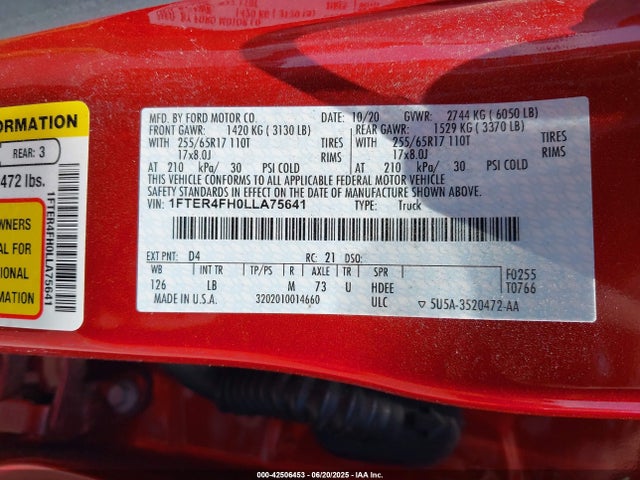 ORMATION
REAR: 3
472 lbs.
1FTER4FH0LLA75641
OWNERS
AL FOR
TIONAL
MATION
MFD. BY FORD MOTOR CO. DATE: 10/20 GVWR: 2744 KG ( 6050 LB)
FRONT GAWR: 1420 KG ( 3130 LB) REAR GAWR: 1529 KG ( 3370 LB)
WITH 255/65R17 110T TIRES WITH 255/65R17 110T TIRES
17x8.0J RIMS 17x8.0J RIMS
AT 210 kPa/ 30 PSI COLD AT 210 kPa/ 30 PSI COLD
THIS VEHICLE CONFORMS TO ALL APPLICABLE FEDERAL MOTOR VEHICLE
SAFETY STANDARDS IN EFFECT ON THE DATE OF MANUFACTURE SHOWN ABOVE.
VIN: 1FTER4FH0LLA75641 TYPE: Truck
EXT PNT: D4 RC: 21 DSO:
WB INT TR TP/PS R AXLE TR SPR F0255
126 LB M 73 U HDEE T0766
MADE IN U.S.A. 3202010014660 ULC 5U5A-3520472-AA
000-42506453 - 06/20/2025 - IAA Inc.